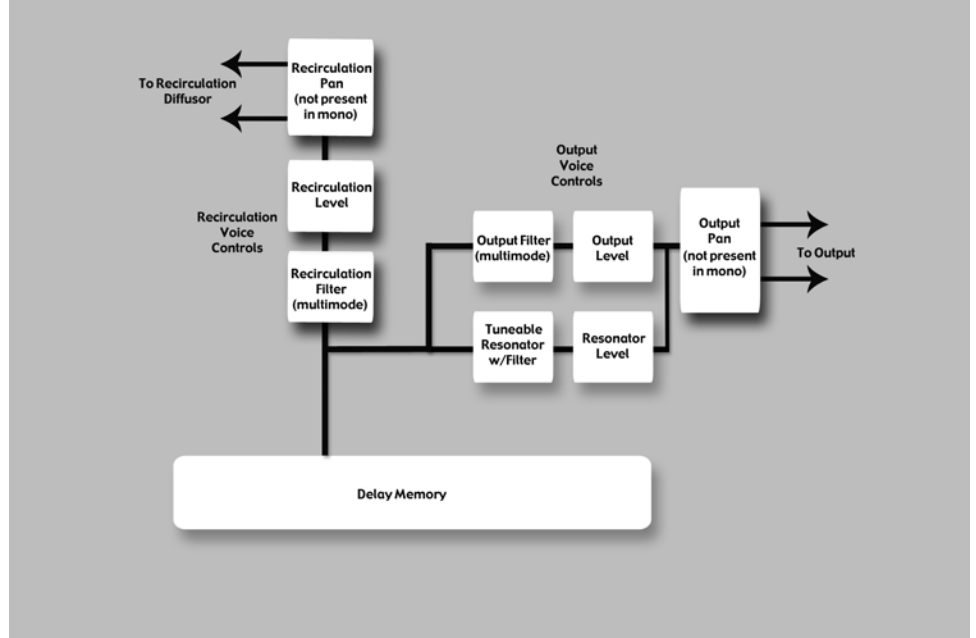 To Recirculation
Diffusor
Recirculation
Pan
(not present
in mono)
Recirculation
Level
Recirculation
Voice
Controls
Recirculation
Filter
(multimode)
Output
Voice
Controls
Output Filter
(multimode)
Output
Level
Output
Pan
(not present
in mono)
To Output
Tuneable
Resonator
w/Filter
Resonator
Level
Delay Memory